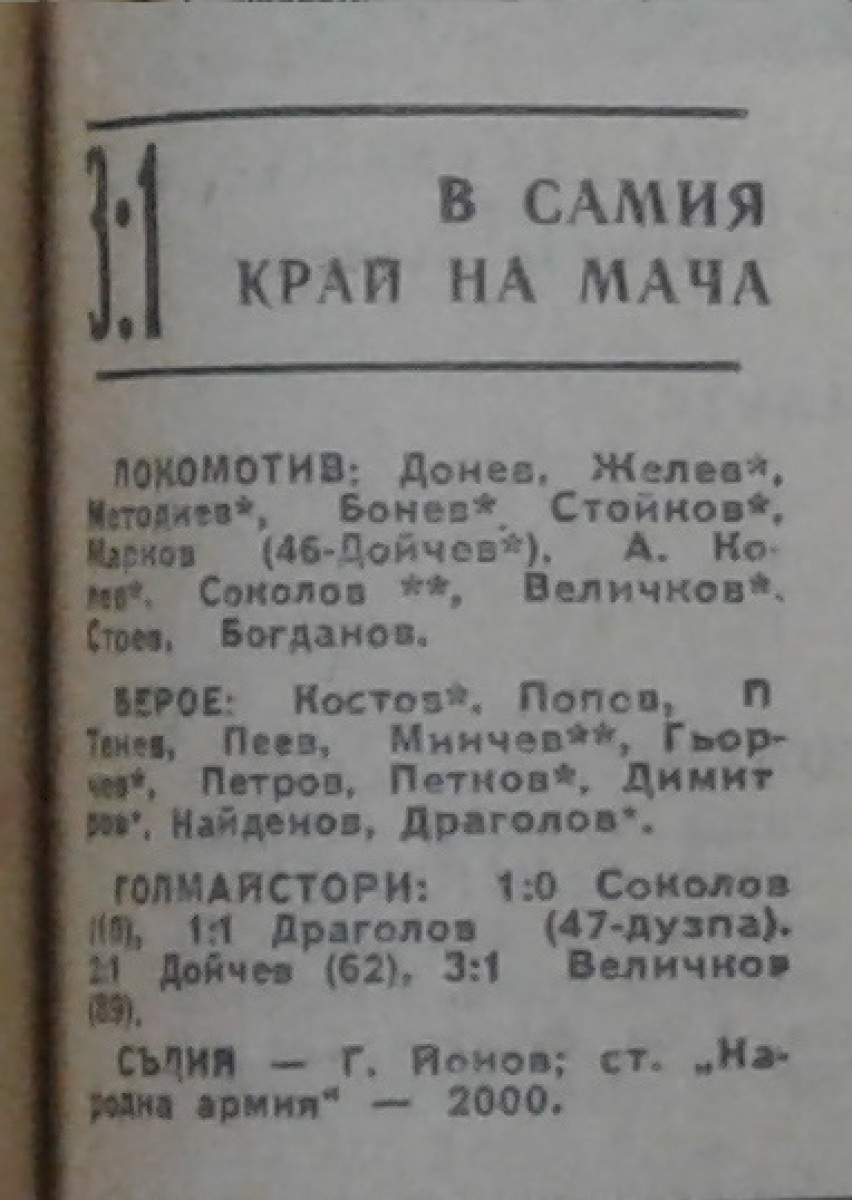 3:1
В САМИЯ
КРАЙ НА МАЧА
ЛОКОМОТИВ: Донев, Желев*,
Методиев*, Бонев*, Стойков*,
Марков (46-Дойчев*), А. Ко-
лев*, Соколов **, Величков*,
Стоев, Богданов.
БЕРОЕ: Костов*, Попов, П
Тенев, Пеев, Минчев**, Гьор-
чев*, Петров, Петков*, Димит
ров*, Найденов, Драголов*.
ГОЛМАЙСТОРИ: 1:0 Соколов
1:1 Драголов (47-дузпа),
2:1 Дойчев (62), 3:1 Величков
(89).
СЪДИЯ — Г. Йонов; ст. „На-
родна армия" — 2000.